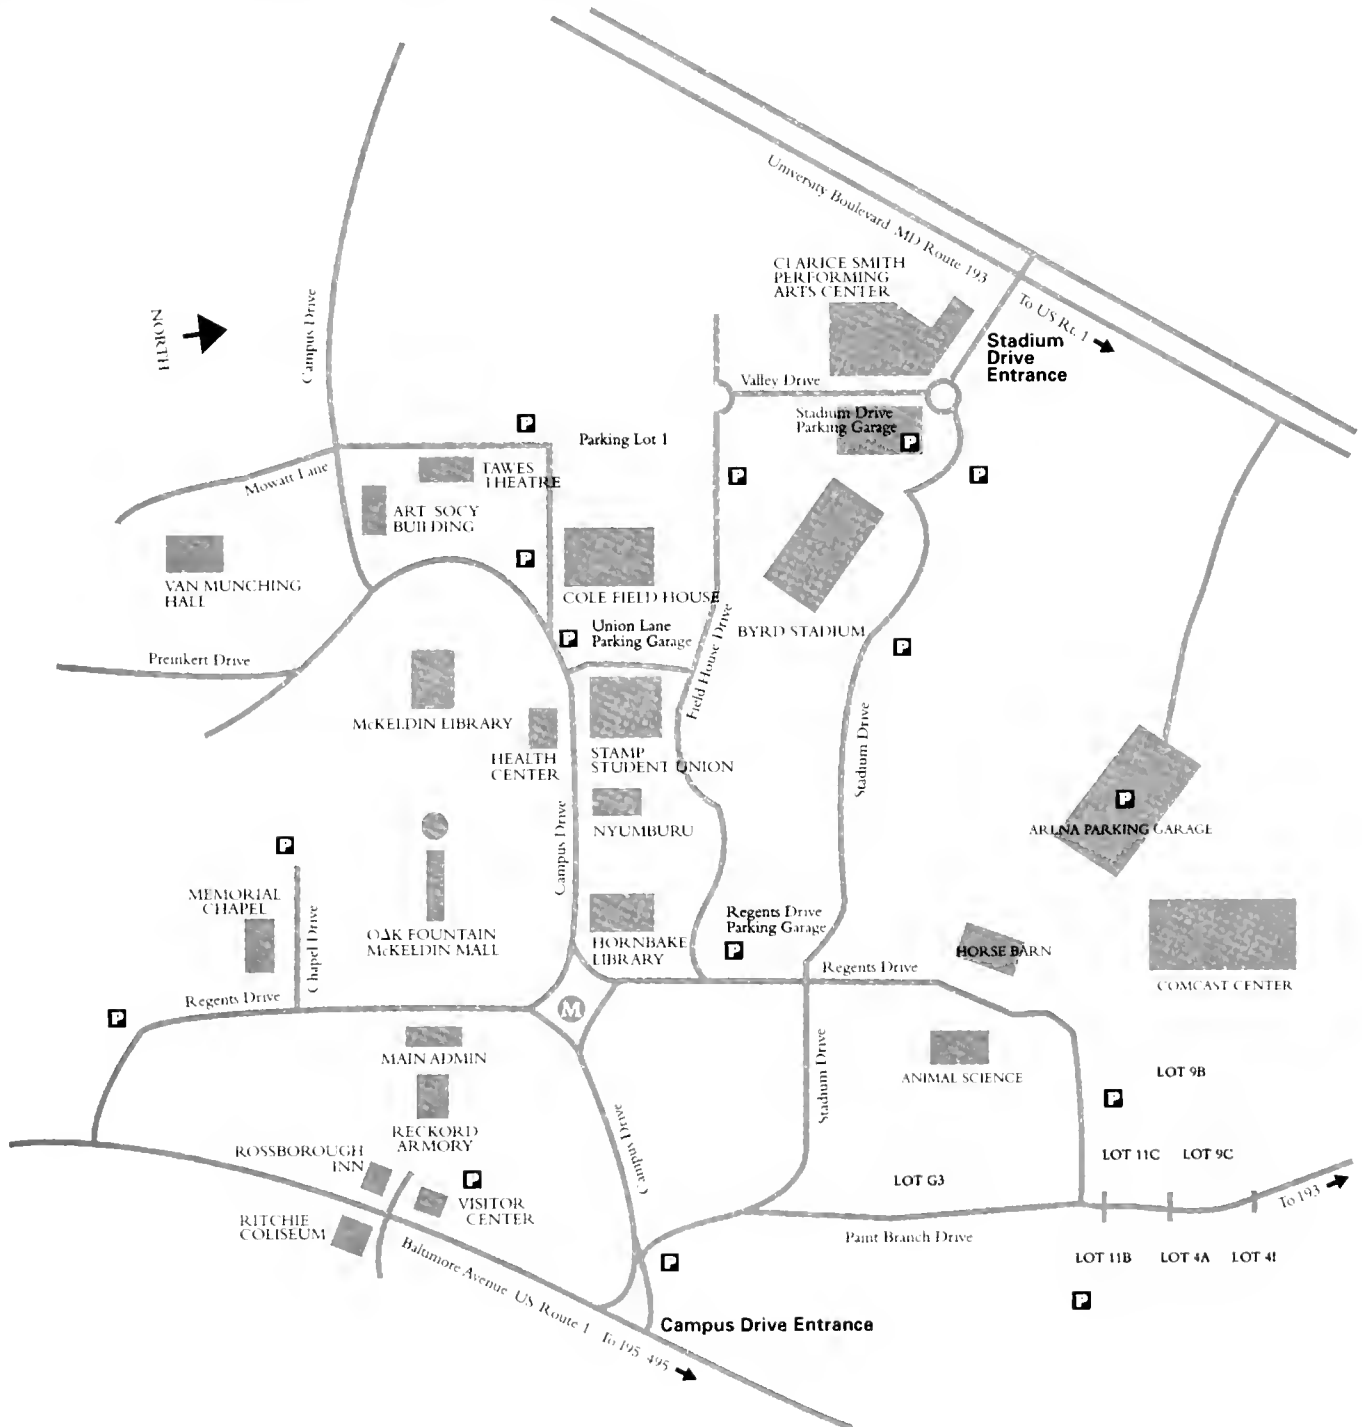 University Boulevard MD Route 193
CLARICE SMITH
PERFORMING
ARTS CENTER
To US Rt. 1
Stadium
Drive
Entrance
NORTH
Campus Drive
Valley Drive
Stadium Drive
Parking Garage
P
P
Parking Lot 1
P
P
Mowatt Lane
TAWES
THEATRE
ART SOCY
BUILDING
VAN MUNCHING
HALL
P
COLE FIELD HOUSE
Union Lane
Parking Garage
P
BYRD STADIUM
P
Field House Drive
Preinkert Drive
McKELDIN LIBRARY
HEALTH
CENTER
STAMP
STUDENT UNION
Stadium Drive
NYUMBURU
Campus Drive
P
ARENA PARKING GARAGE
P
MEMORIAL
CHAPEL
Chapel Drive
OAK FOUNTAIN
McKELDIN MALL
HORNBAKE
LIBRARY
Regents Drive
Parking Garage
P
HORSE BARN
Regents Drive
COMCAST CENTER
Regents Drive
P
M
MAIN ADMIN
Stadium Drive
ANIMAL SCIENCE
LOT 9B
P
RECKORD
ARMORY
Campus Drive
ROSSBOROUGH
INN
P
VISITOR
CENTER
LOT 11C
LOT 9C
LOT G3
RITCHIE
COLISEUM
To 193
Paint Branch Drive
Baltimore Avenue US Route 1 To 195 495
P
LOT 11B
LOT 4A
P
Campus Drive Entrance